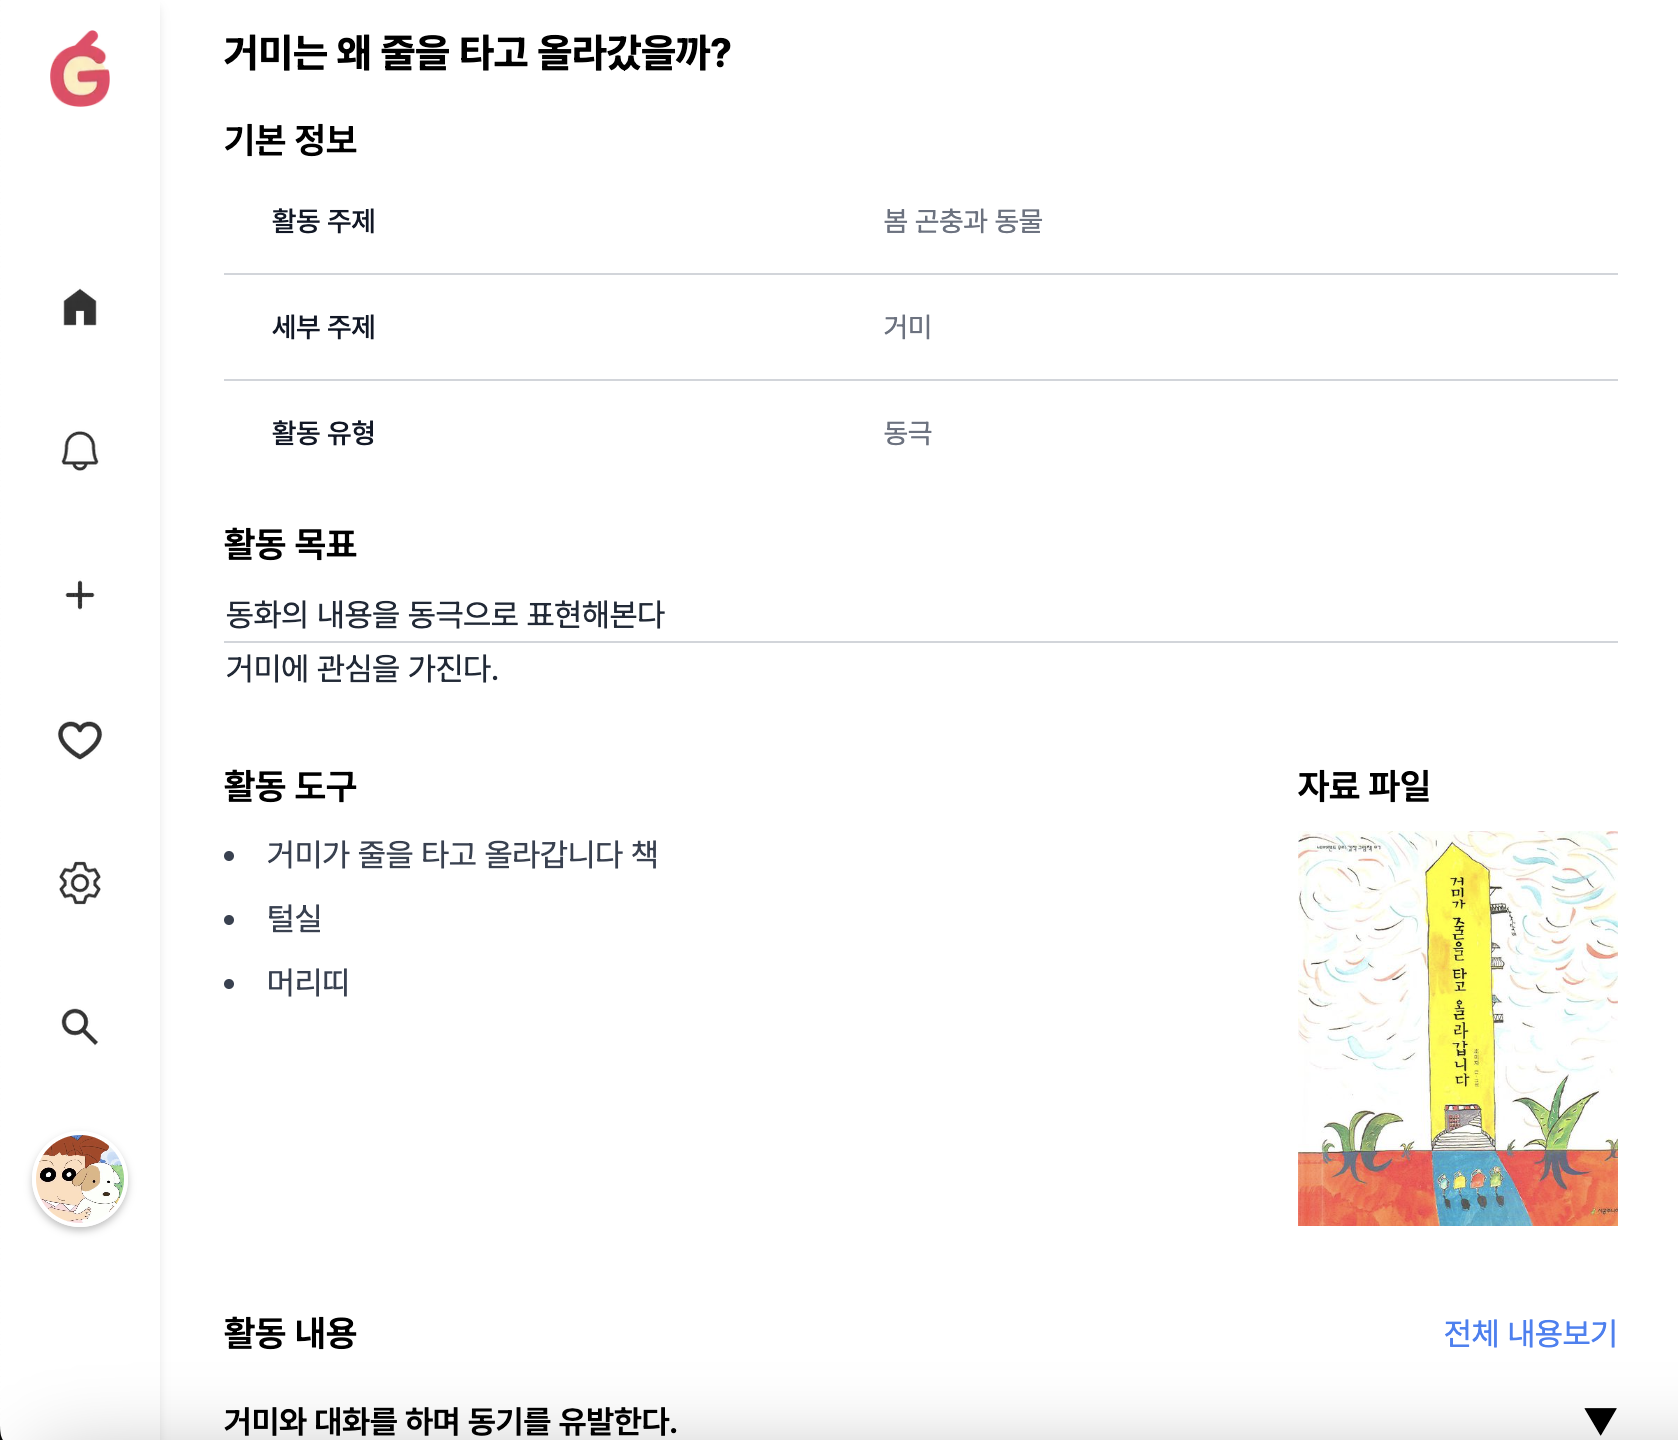 거미는 왜 줄을 타고 올라갔을까?
기본 정보
활동 주제 봄 곤충과 동물
세부 주제 거미
활동 유형 동극
활동 목표
동화의 내용을 동극으로 표현해본다
거미에 관심을 가진다.
활동 도구
거미가 줄을 타고 올라갑니다 책
털실
머리띠
자료 파일
거미가 줄을 타고 올라갑니다
활동 내용
전체 내용보기
거미와 대화를 하며 동기를 유발한다.